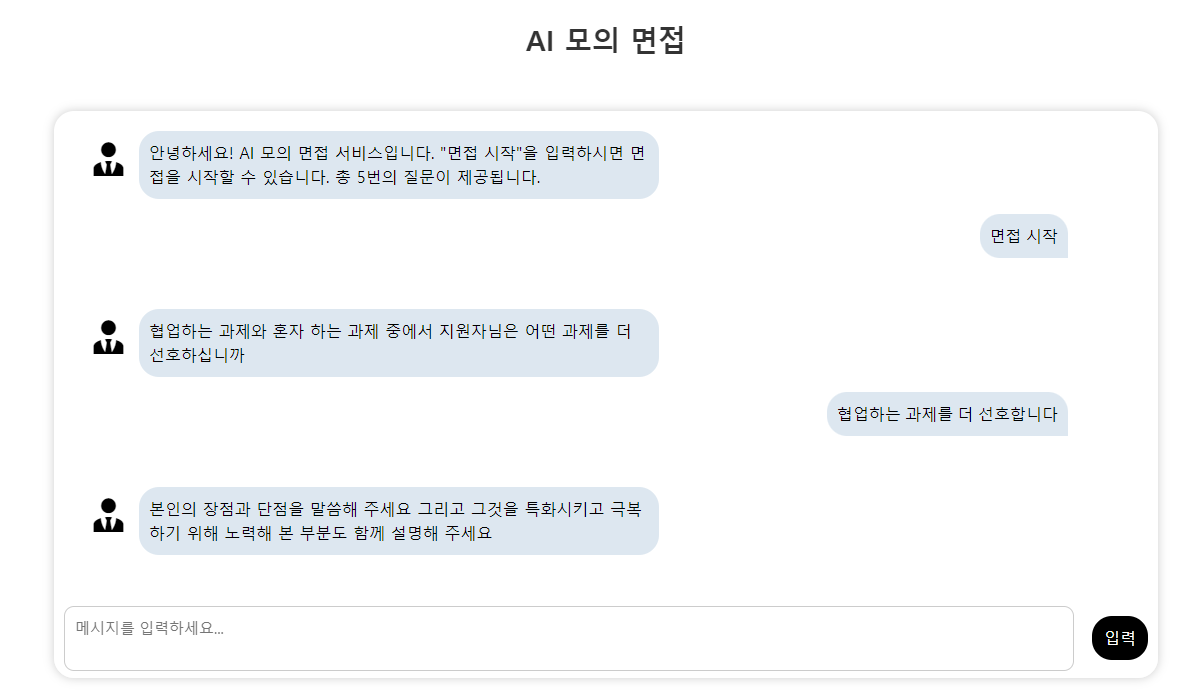 AI 모의 면접
안녕하세요! AI 모의 면접 서비스입니다. "면접 시작"을 입력하시면 면
접을 시작할 수 있습니다. 총 5번의 질문이 제공됩니다.
면접 시작
협업하는 과제와 혼자 하는 과제 중에서 지원자님은 어떤 과제를 더
선호하십니까
협업하는 과제를 더 선호합니다
본인의 장점과 단점을 말씀해 주세요 그리고 그것을 특화시키고 극복
하기 위해 노력해 본 부분도 함께 설명해 주세요
메시지를 입력하세요...
입력